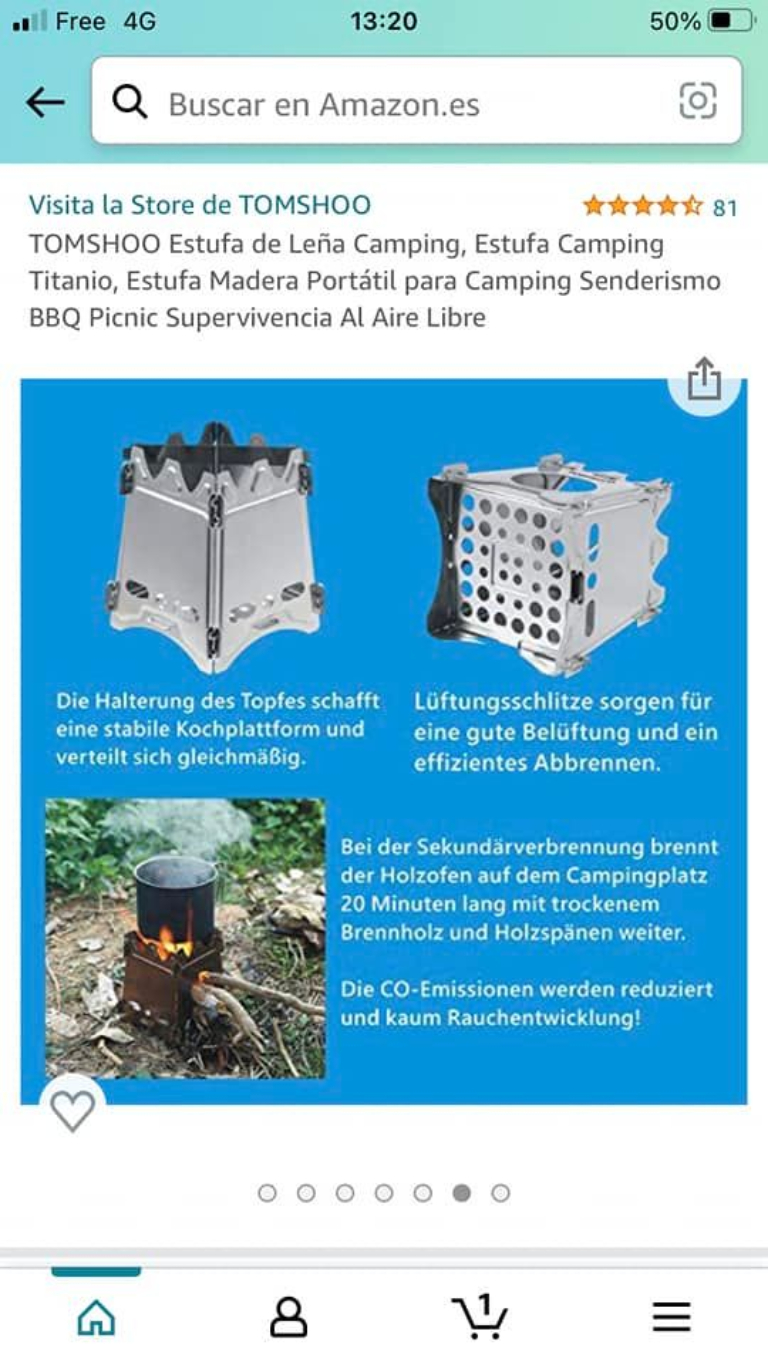 Free 4G 13:20 50%
Buscar en Amazon.es
Visita la Store de TOMSHOO 81
TOMSHOO Estufa de Leña Camping, Estufa Camping
Titanio, Estufa Madera Portátil para Camping Senderismo
BBQ Picnic Supervivencia Al Aire Libre
Die Halterung des Topfes schafft
eine stabile Kochplattform und
verteilt sich gleichmäßig.
Lüftungsschlitze sorgen für
eine gute Belüftung und ein
effizientes Abbrennen.
Bei der Sekundärverbrennung brennt
der Holzofen auf dem Campingplatz
20 Minuten lang mit trockenem
Brennholz und Holzspänen weiter.
Die CO-Emissionen werden reduziert
und kaum Rauchentwicklung!
1